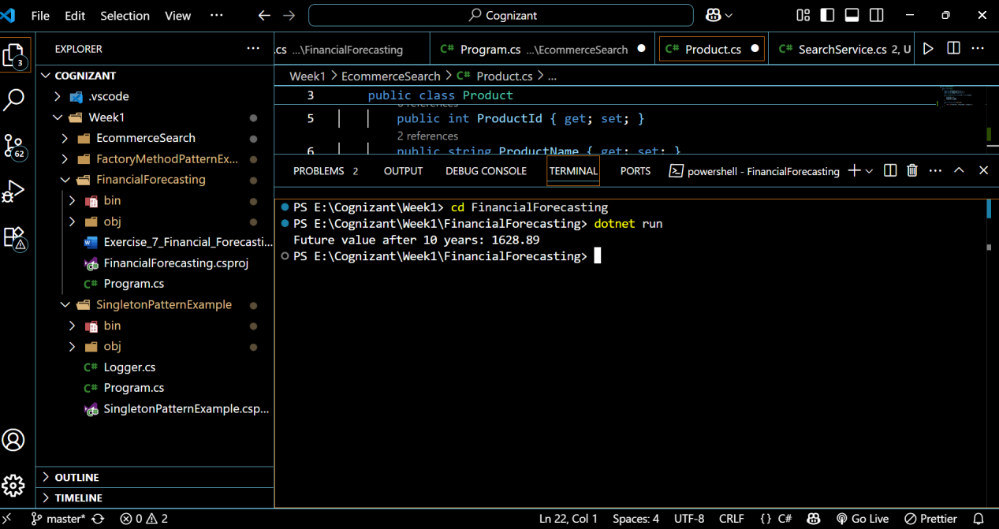 File Edit Selection View ··· Cognizant
EXPLORER ···
COGNIZANT
.vscode
Week1
EcommerceSearch
FactoryMethodPatternEx...
FinancialForecasting
bin
obj
Exercise_7_Financial_Forecasti...
FinancialForecasting.csproj
Program.cs
SingletonPatternExample
bin
obj
Logger.cs
Program.cs
SingletonPatternExample.csp...
OUTLINE
TIMELINE
3
62
.cs ...\FinancialForecasting C# Program.cs ...\EcommerceSearch C# Product.cs C# SearchService.cs 2, U ···
Week1 > EcommerceSearch > C# Product.cs > ...
3 public class Product
0 references
5 public int ProductId { get; set; }
2 references
6 public string ProductName { get; set; }
PROBLEMS 2 OUTPUT DEBUG CONSOLE TERMINAL PORTS powershell - FinancialForecasting ···
PS E:\Cognizant\Week1> cd FinancialForecasting
PS E:\Cognizant\Week1\FinancialForecasting> dotnet run
Future value after 10 years: 1628.89
PS E:\Cognizant\Week1\FinancialForecasting>
master* 0 2 Ln 22, Col 1 Spaces: 4 UTF-8 CRLF {} C# Go Live Prettier